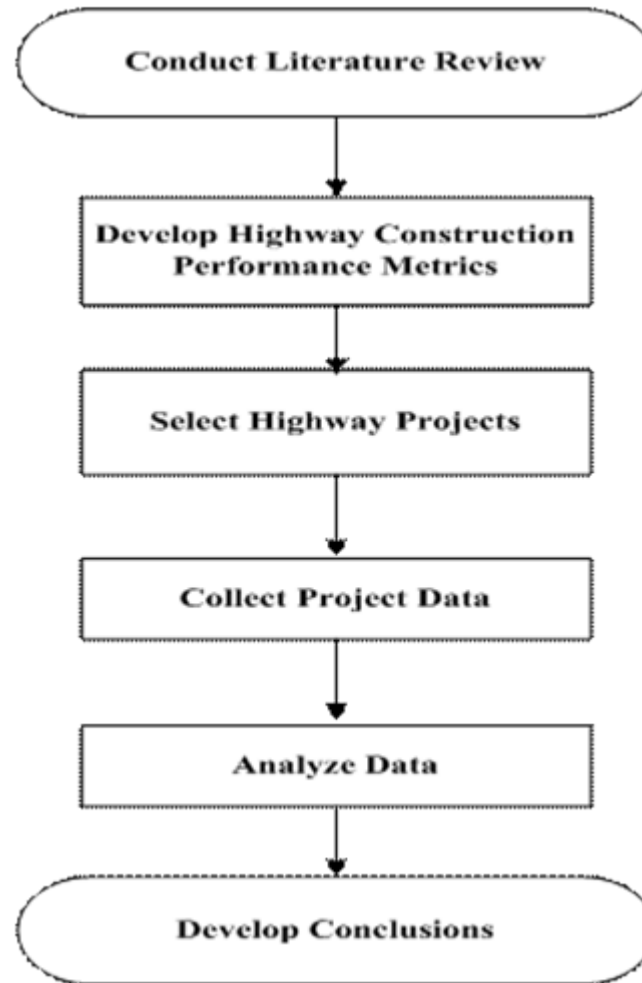 Conduct Literature Review
Develop Highway Construction
Performance Metrics
Select Highway Projects
Collect Project Data
Analyze Data
Develop Conclusions